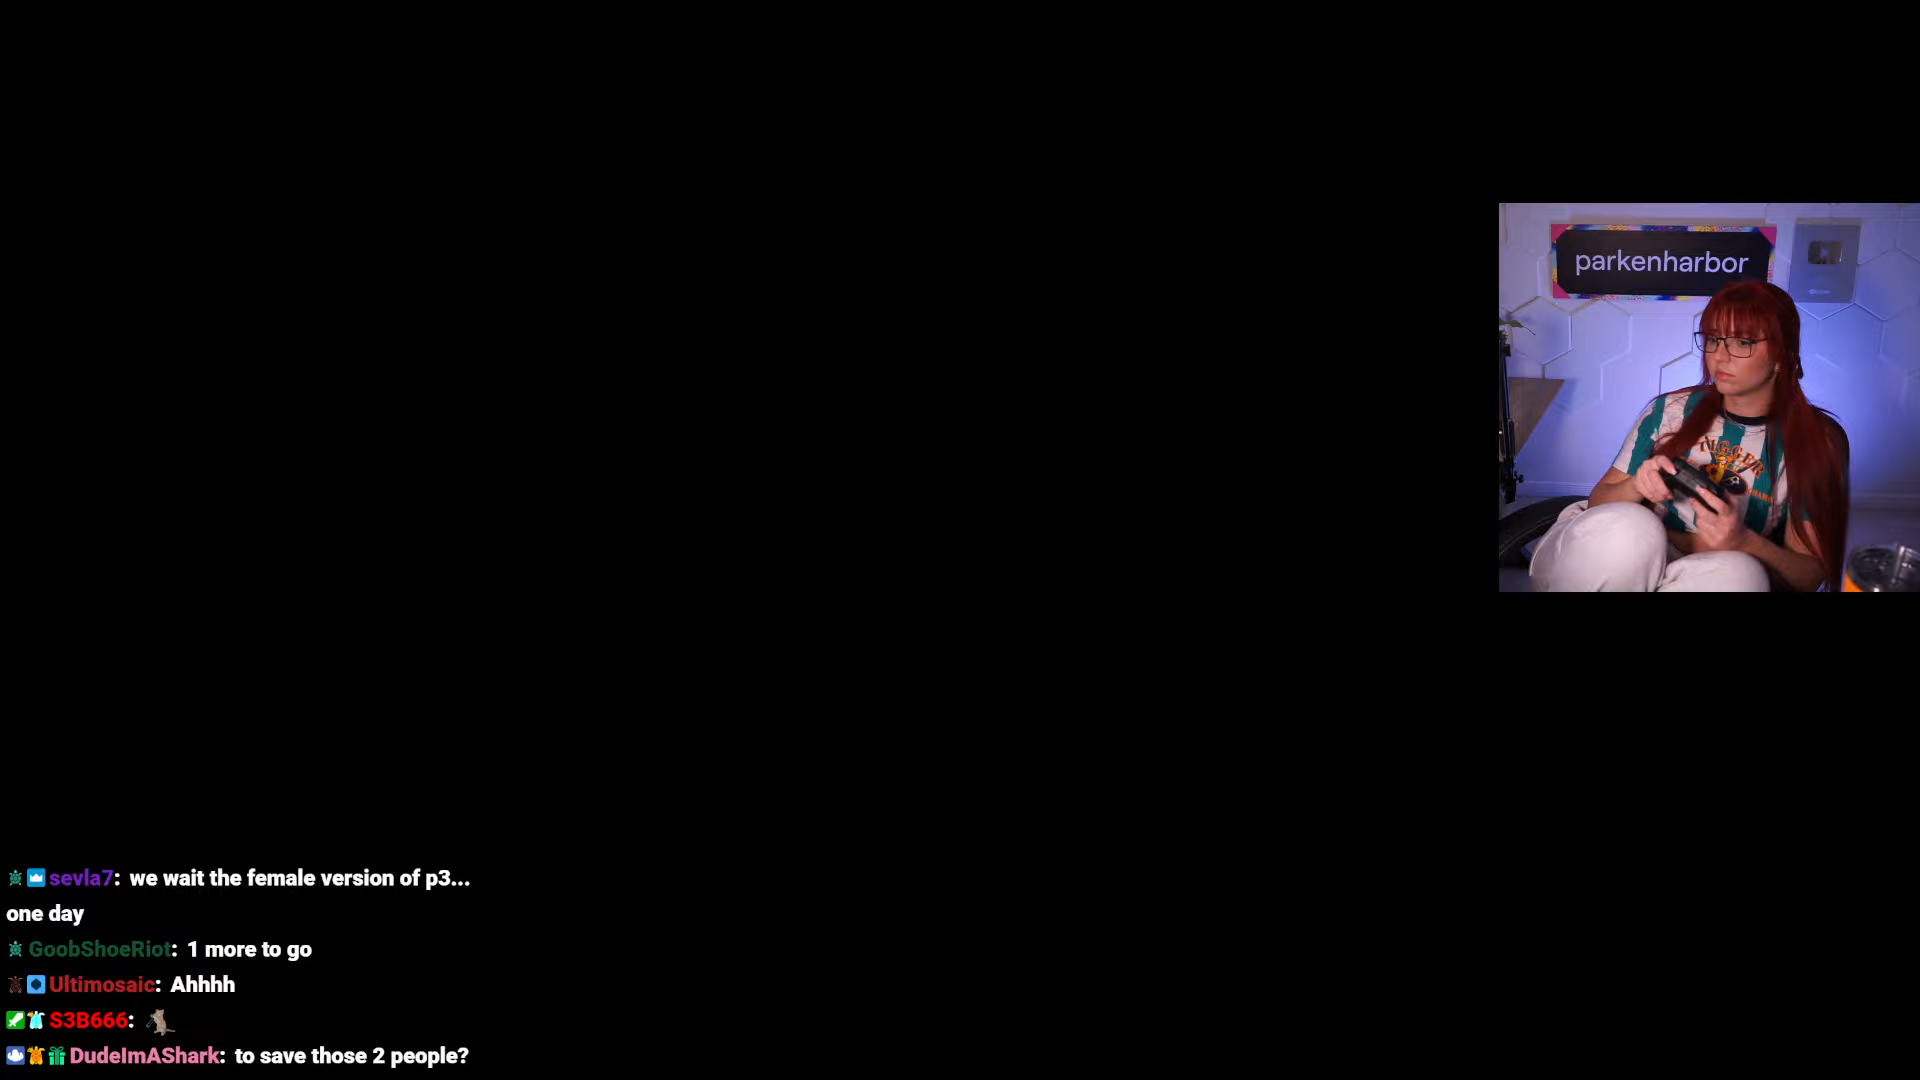 parkenharbor
TIGGER
sevla7: we wait the female version of p3...
one day
GoobShoeRiot: 1 more to go
Ultimosaic: Ahhhh
S3B666:
DudeImAShark: to save those 2 people?